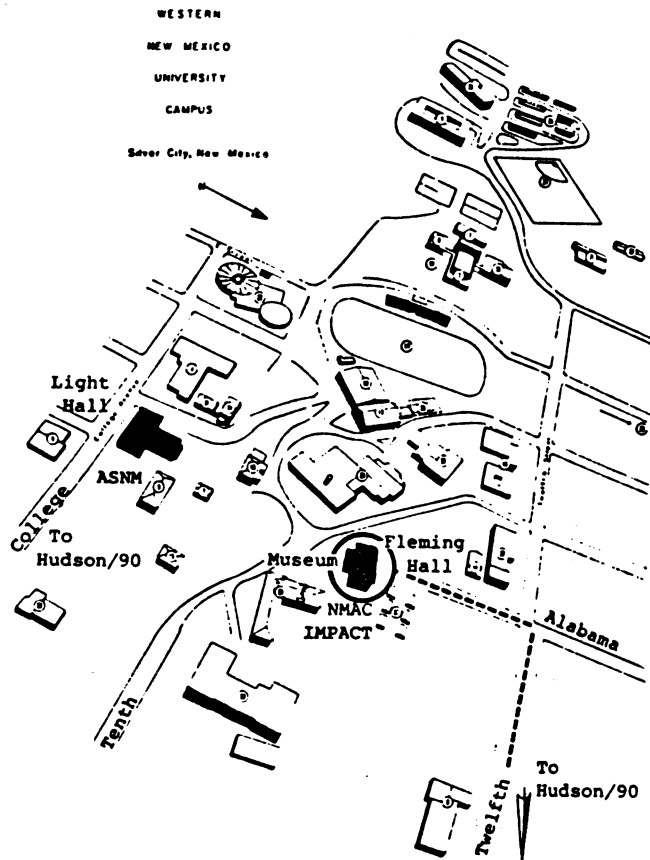 WESTERN
NEW MEXICO
UNIVERSITY
CAMPUS
Silver City, New Mexico
N
Light
Hall
ASNM
College
To
Hudson/90
Museum
Fleming
Hall
NMAC
IMPACT
Alabama
Tenth
Twelfth
To
Hudson/90